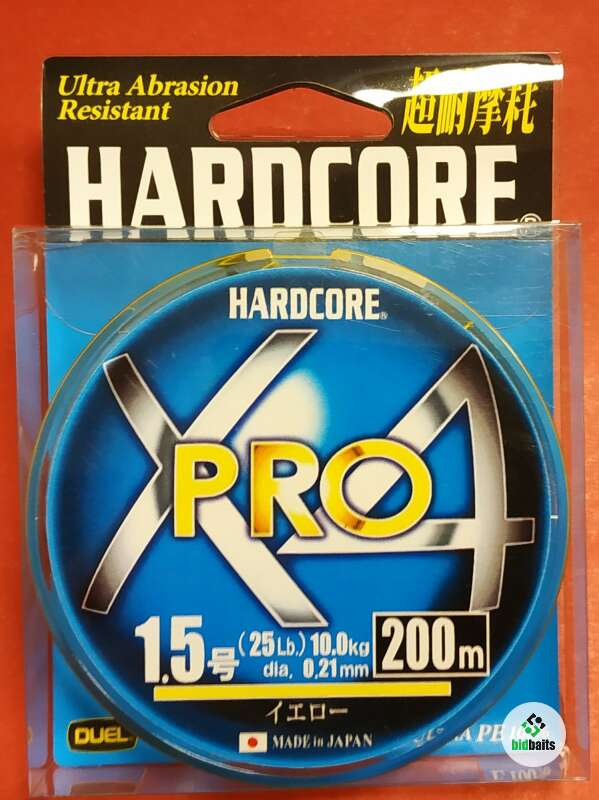 Ultra Abrasion
Resistant
超耐摩耗
HARDCORE
HARDCORE®
X4
PRO
1.5号 (25Lb.) 10.0kg
dia. 0.21mm
200m
イエロー
DUEL
MADE in JAPAN
PE
bidbaits